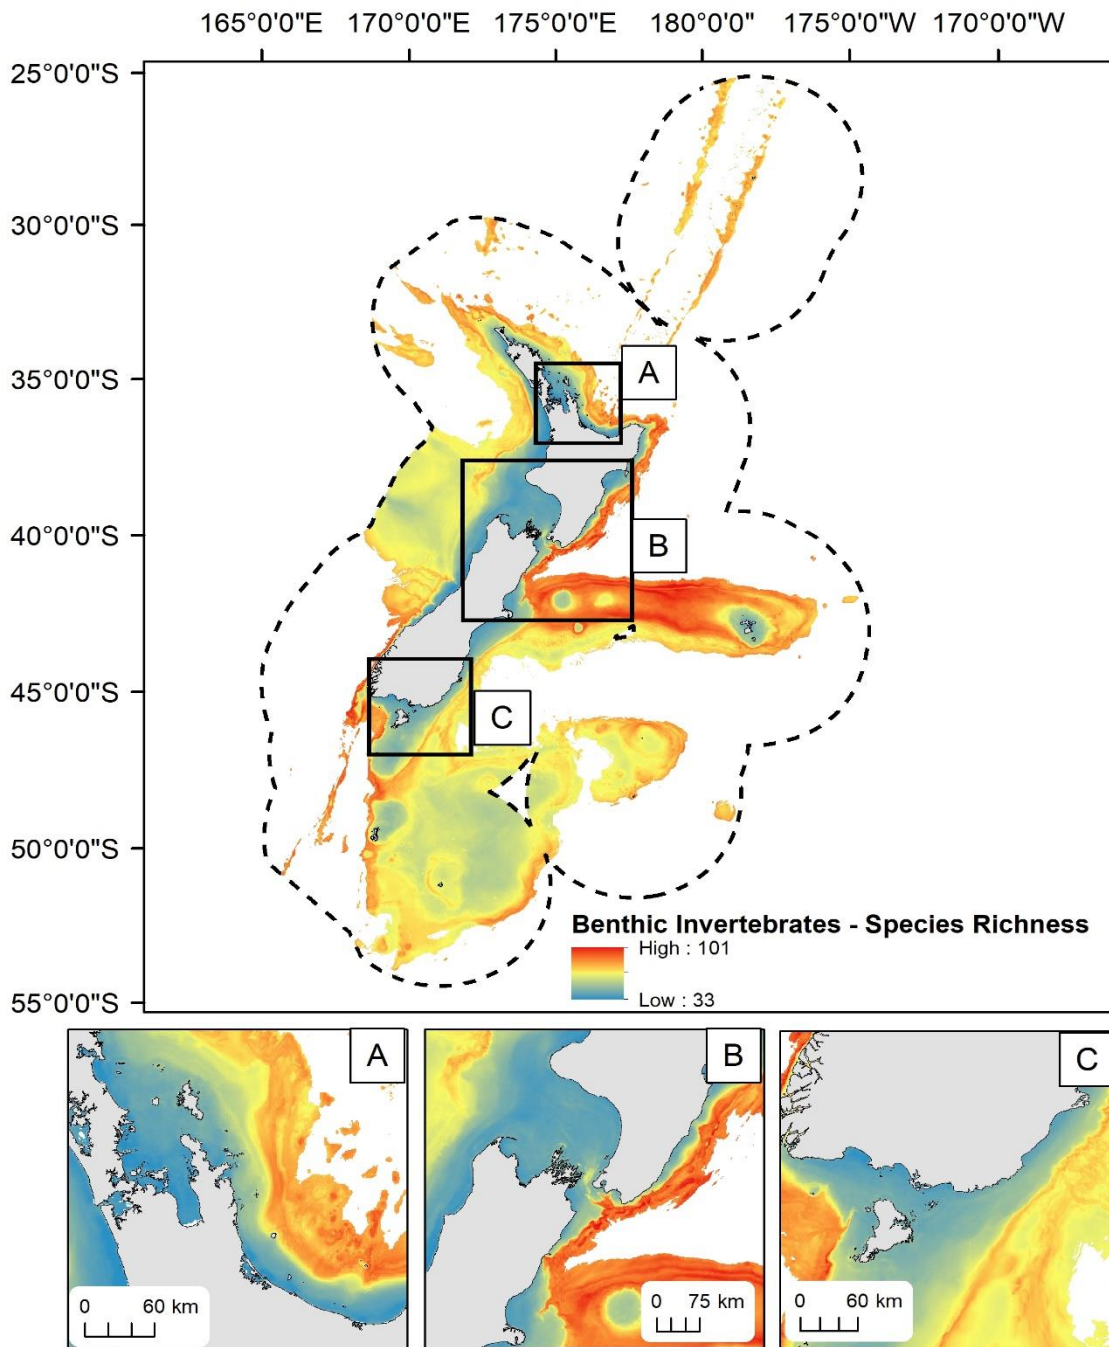 165°0'0"E 170°0'0"E 175°0'0"E 180°0'0" 175°0'0"W 170°0'0"W
25°0'0"S
30°0'0"S
35°0'0"S
40°0'0"S
45°0'0"S
50°0'0"S
55°0'0"S
A
B
C
Benthic Invertebrates - Species Richness
High : 101
Low : 33
A
0 60 km
B
0 75 km
C
0 60 km